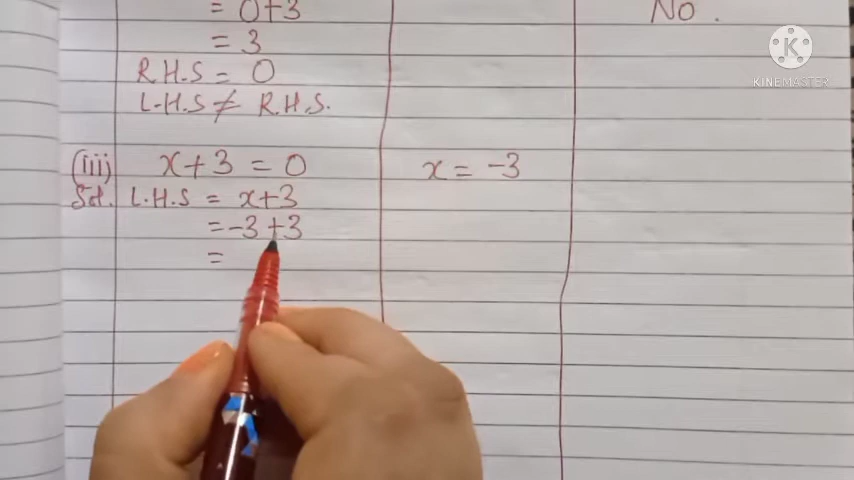 = 0+3
No.
= 3
R.H.S = 0
L.H.S ≠ R.H.S.
(iii) x+3 = 0
x = -3
Sol. L.H.S = x+3
= -3+3
=
KINEMASTER